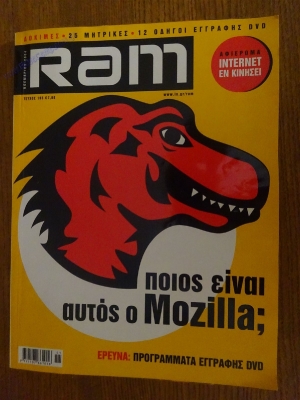 ΔΟΚΙΜΕΣ • 25 ΜΗΤΡΙΚΕΣ • 12 ΟΔΗΓΟΙ ΕΓΓΡΑΦΗΣ DVD
Ram
ΑΦΙΕΡΩΜΑ
INTERNET
ΕΝ ΚΙΝΗΣΕΙ
ποιος είναι
αυτός ο Mozilla;
ΕΡΕΥΝΑ: ΠΡΟΓΡΑΜΜΑΤΑ ΕΓΓΡΑΦΗΣ DVD